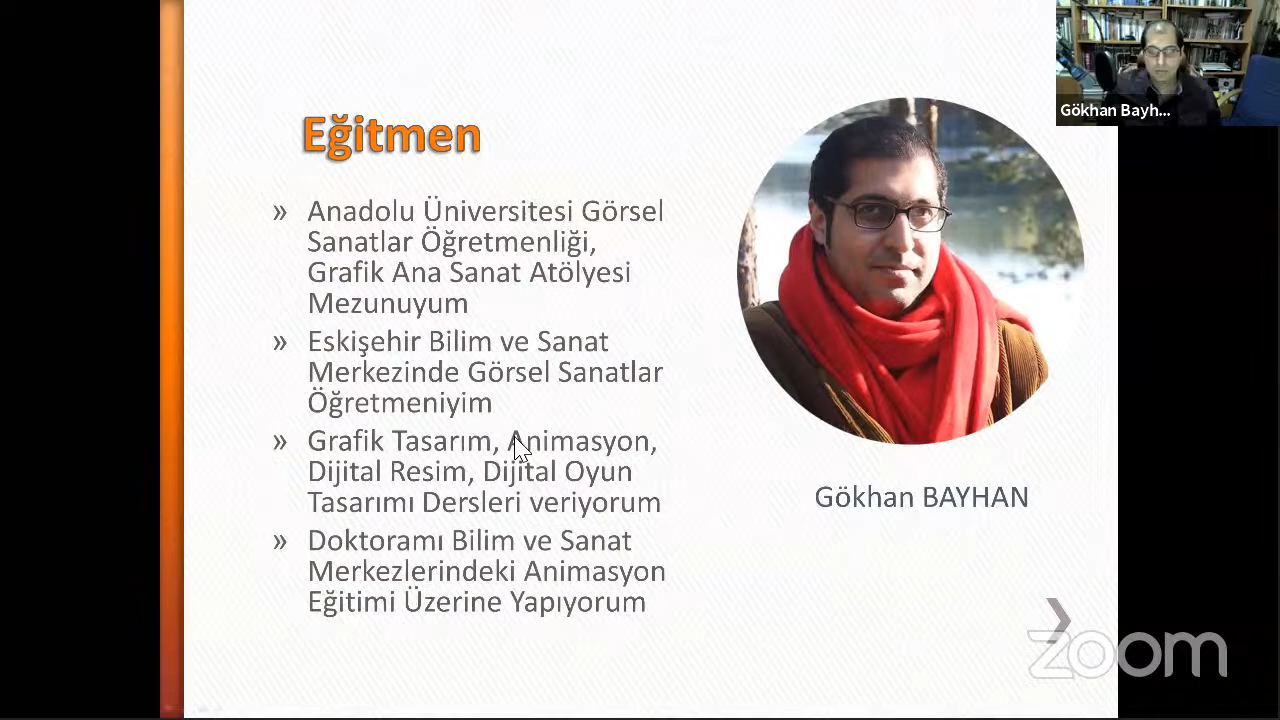 Eğitmen
» Anadolu Üniversitesi Görsel
Sanatlar Öğretmenliği,
Grafik Ana Sanat Atölyesi
Mezunuyum
» Eskişehir Bilim ve Sanat
Merkezinde Görsel Sanatlar
Öğretmeniyim
» Grafik Tasarım, Animasyon,
Dijital Resim, Dijital Oyun
Tasarımı Dersleri veriyorum
» Doktoramı Bilim ve Sanat
Merkezlerindeki Animasyon
Eğitimi Üzerine Yapıyorum
Gökhan BAYHAN
Gökhan Bayh...
zoom